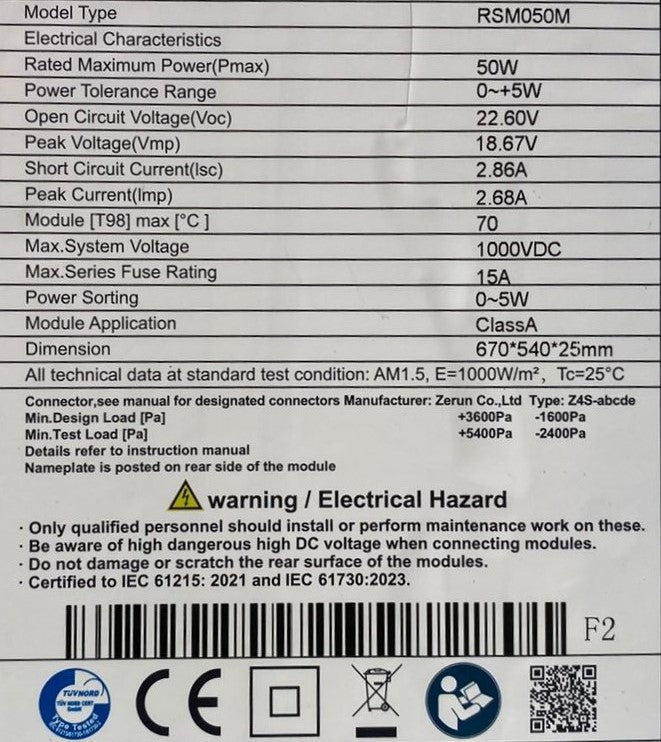 Model Type RSM050M
Electrical Characteristics
Rated Maximum Power(Pmax) 50W
Power Tolerance Range 0~+5W
Open Circuit Voltage(Voc) 22.60V
Peak Voltage(Vmp) 18.67V
Short Circuit Current(Isc) 2.86A
Peak Current(Imp) 2.68A
Module [T98] max [°C ] 70
Max.System Voltage 1000VDC
Max.Series Fuse Rating 15A
Power Sorting 0~5W
Module Application ClassA
Dimension 670*540*25mm
All technical data at standard test condition: AM1.5, E=1000W/m², Tc=25°C
Connector,see manual for designated connectors Manufacturer: Zerun Co.,Ltd Type: Z4S-abcde
Min.Design Load [Pa] +3600Pa -1600Pa
Min.Test Load [Pa] +5400Pa -2400Pa
Details refer to instruction manual
Nameplate is posted on rear side of the module
warning / Electrical Hazard
· Only qualified personnel should install or perform maintenance work on these.
· Be aware of high dangerous high DC voltage when connecting modules.
· Do not damage or scratch the rear surface of the modules.
· Certified to IEC 61215: 2021 and IEC 61730:2023.
F2
TÜVNORD
TÜV NORD CERT
GmbH
Type Tested
CE